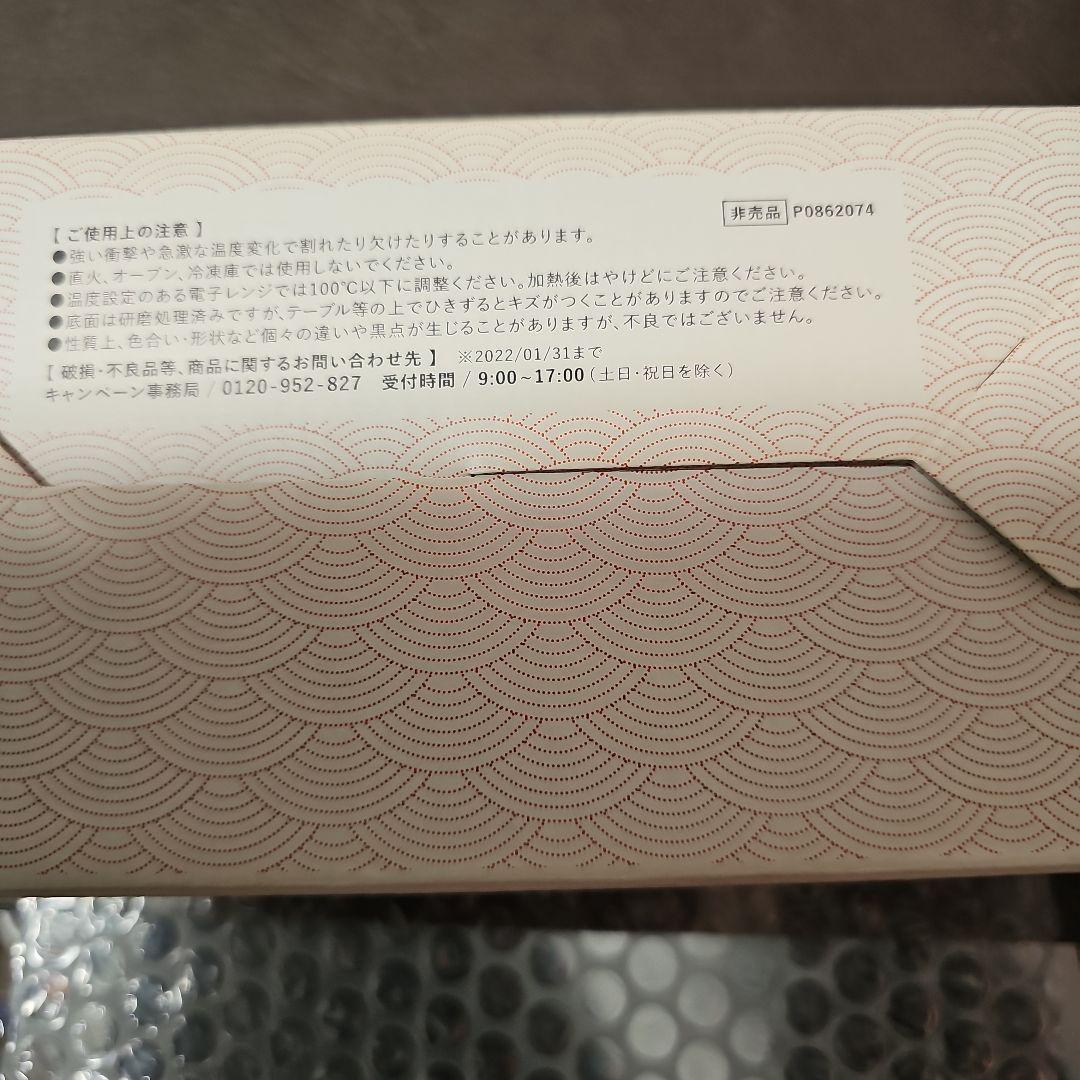 非売品 P0862074
【 ご使用上の注意 】
●強い衝撃や急激な温度変化で割れたり欠けたりすることがあります。
●直火、オーブン、冷凍庫では使用しないでください。
●温度設定のある電子レンジでは100℃以下に調整ください。加熱後はやけどにご注意ください。
●底面は研磨処理済みですが、テーブル等の上でひきずるとキズがつくことがありますのでご注意ください。
●性質上、色合い・形状など個々の違いや黒点が生じることがありますが、不良ではございません。
【 破損・不良品等、商品に関するお問い合わせ先 】 ※2022/01/31まで
キャンペーン事務局 / 0120-952-827 受付時間 / 9:00~17:00(土日・祝日を除く)